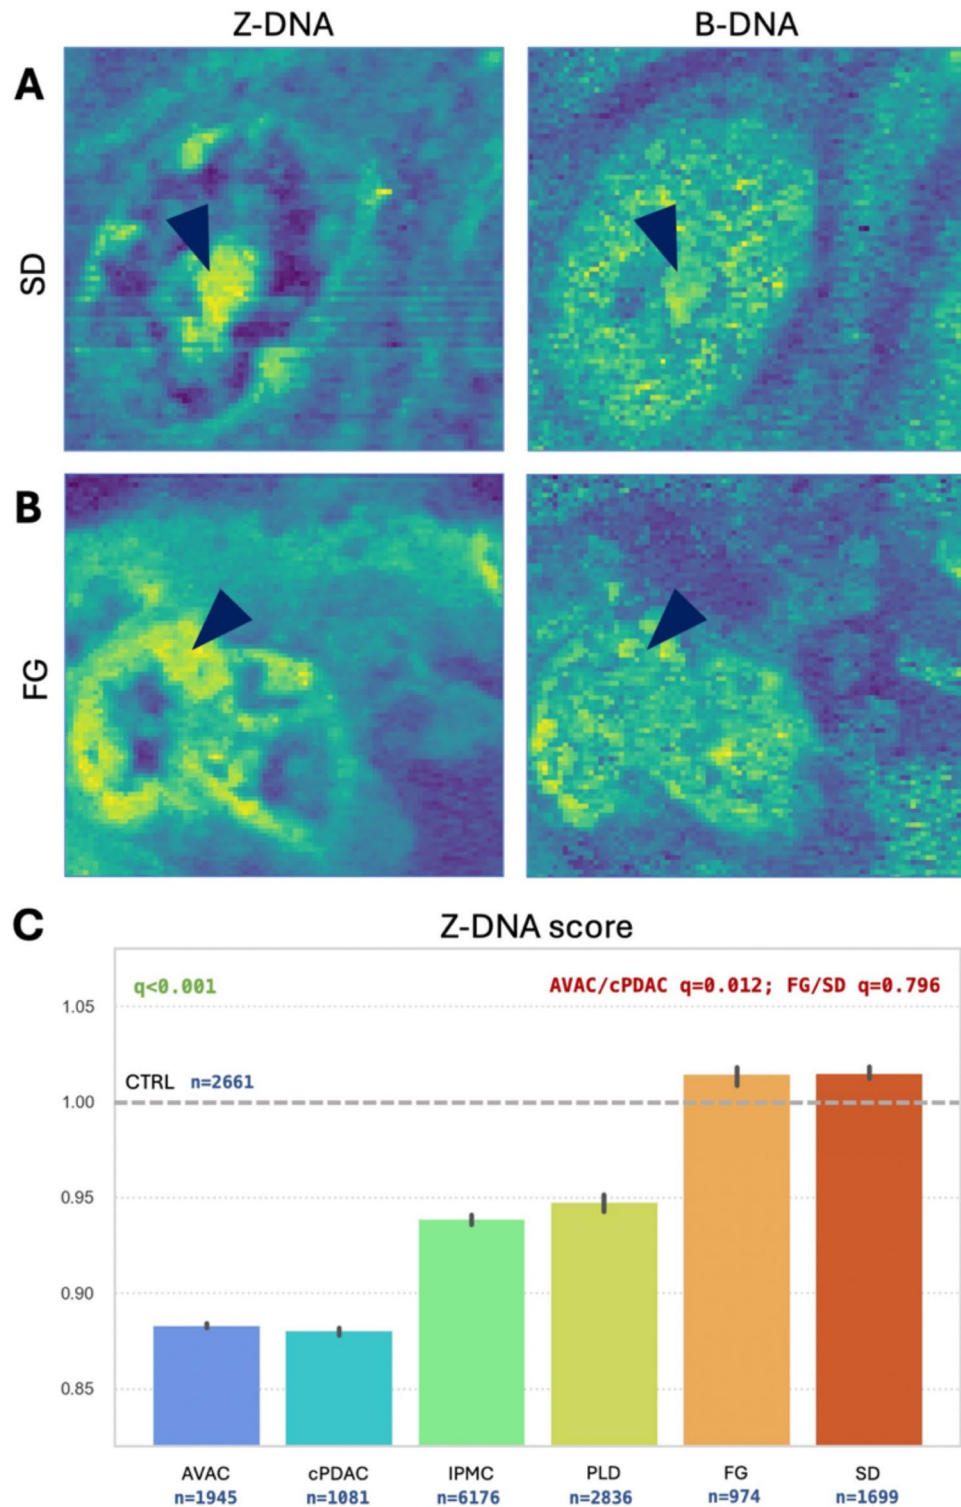 Z-DNA B-DNA
A
SD
B
FG
C
Z-DNA score
q<0.001 AVAC/cPDAC q=0.012; FG/SD q=0.796
1.05
CTRL n=2661
1.00
0.95
0.90
0.85
AVAC cPDAC IPMC PLD FG SD
n=1945 n=1081 n=6176 n=2836 n=974 n=1699